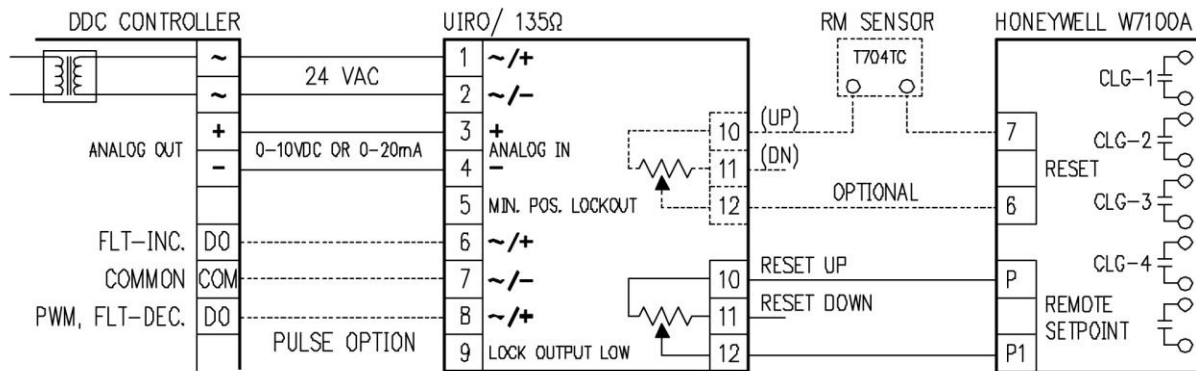 DDC CONTROLLER
UIRO/ 135Ω
RM SENSOR
HONEYWELL W7100A
~
24 VAC
1
~/+
T704TC
CLG-1
~
2
~/-
+
ANALOG OUT
0-10VDC OR 0-20mA
3
+
ANALOG IN
10
(UP)
7
CLG-2
-
4
-
11
(DN)
RESET
5
MIN. POS. LOCKOUT
12
OPTIONAL
6
CLG-3
FLT-INC.
DO
6
~/+
COMMON
COM
7
~/-
10
RESET UP
P
CLG-4
PWM, FLT-DEC.
DO
8
~/+
11
RESET DOWN
REMOTE
SETPOINT
PULSE OPTION
9
LOCK OUTPUT LOW
12
P1